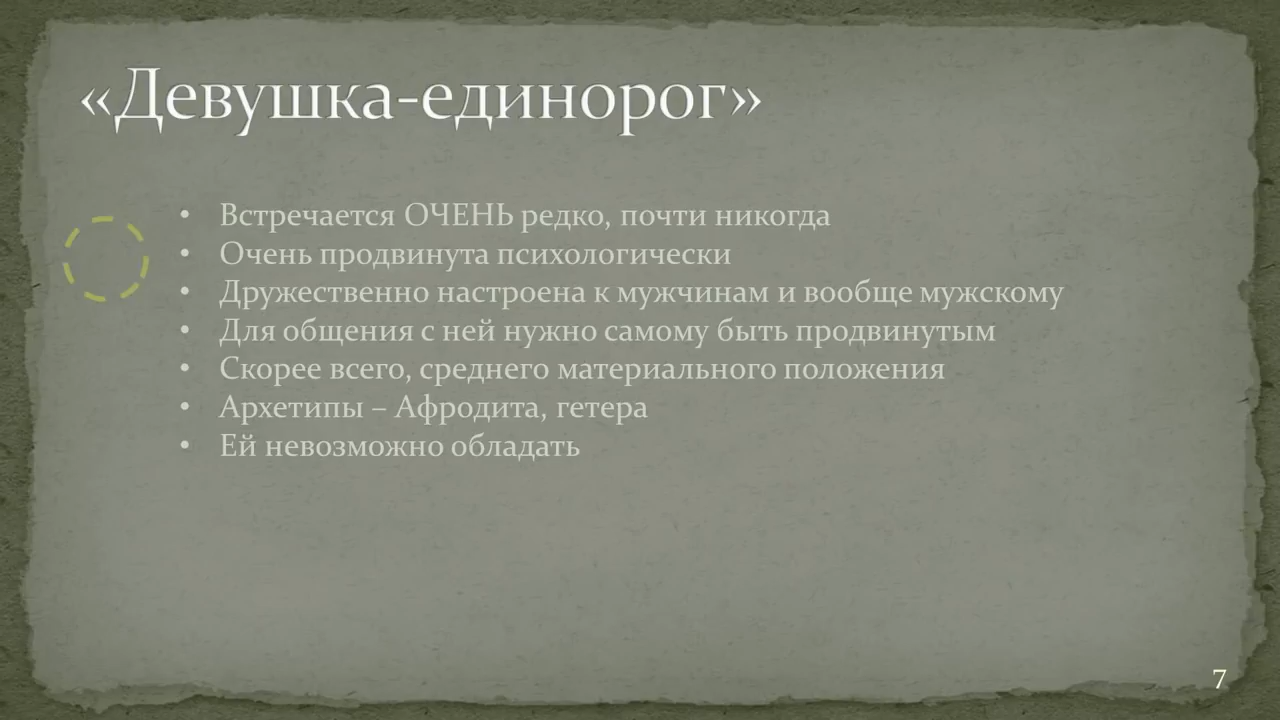 «Девушка-единорог»
• Встречается ОЧЕНЬ редко, почти никогда
• Очень продвинута психологически
• Дружественно настроена к мужчинам и вообще мужскому
• Для общения с ней нужно самому быть продвинутым
• Скорее всего, среднего материального положения
• Архетипы – Афродита, гетера
• Ей невозможно обладать
7